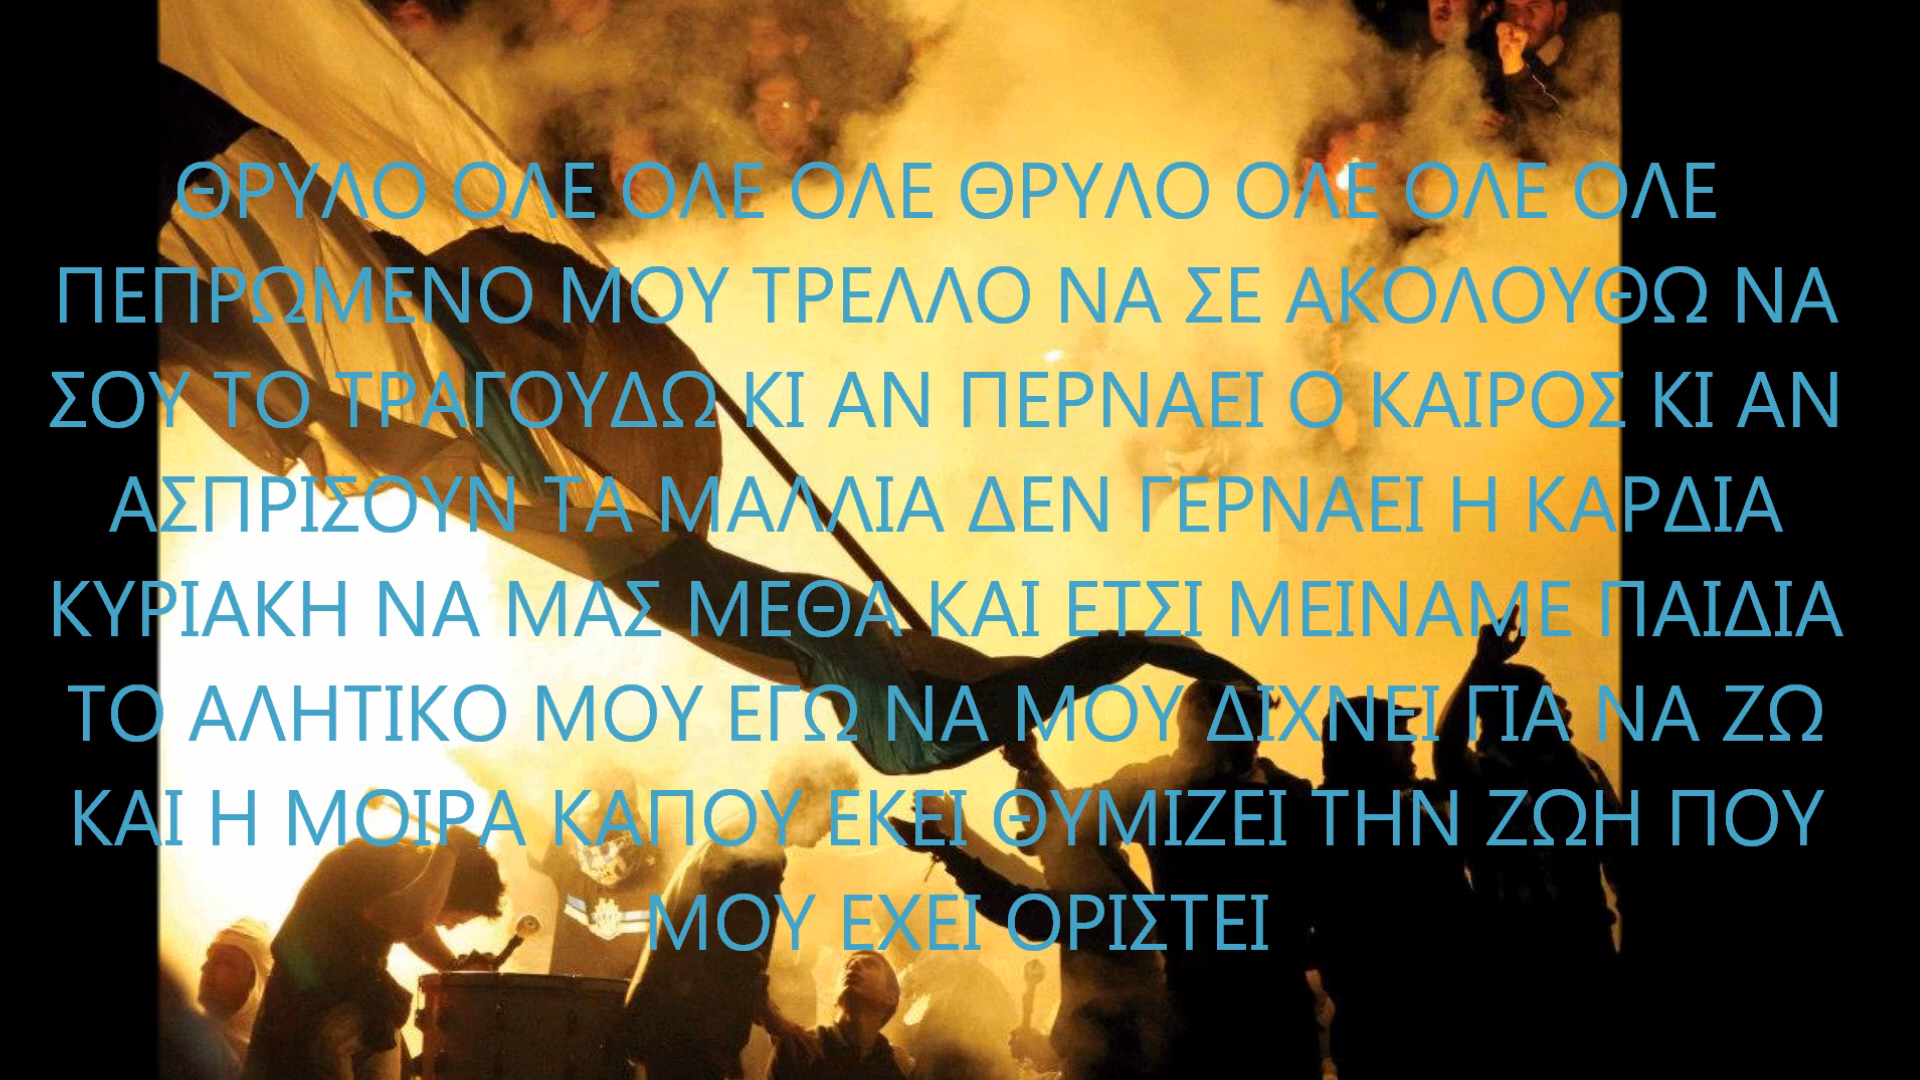 ΘΡΥΛΟ ΟΛΕ ΟΛΕ ΟΛΕ ΘΡΥΛΟ ΟΛΕ ΟΛΕ ΟΛΕ
ΠΕΠΡΩΜΕΝΟ ΜΟΥ ΤΡΕΛΛΟ ΝΑ ΣΕ ΑΚΟΛΟΥΘΩ ΝΑ
ΣΟΥ ΤΟ ΤΡΑΓΟΥΔΩ ΚΙ ΑΝ ΠΕΡΝΑΕΙ Ο ΚΑΙΡΟΣ ΚΙ ΑΝ
ΑΣΠΡΙΣΟΥΝ ΤΑ ΜΑΛΛΙΑ ΔΕΝ ΓΕΡΝΑΕΙ Η ΚΑΡΔΙΑ
ΚΥΡΙΑΚΗ ΝΑ ΜΑΣ ΜΕΘΑ ΚΑΙ ΕΤΣΙ ΜΕΙΝΑΜΕ ΠΑΙΔΙΑ
ΤΟ ΑΛΗΤΙΚΟ ΜΟΥ ΕΓΩ ΝΑ ΜΟΥ ΔΙΧΝΕΙ ΓΙΑ ΝΑ ΖΩ
ΚΑΙ Η ΜΟΙΡΑ ΚΑΠΟΥ ΕΚΕΙ ΘΥΜΙΖΕΙ ΤΗΝ ΖΩΗ ΠΟΥ
ΜΟΥ ΕΧΕΙ ΟΡΙΣΤΕΙ